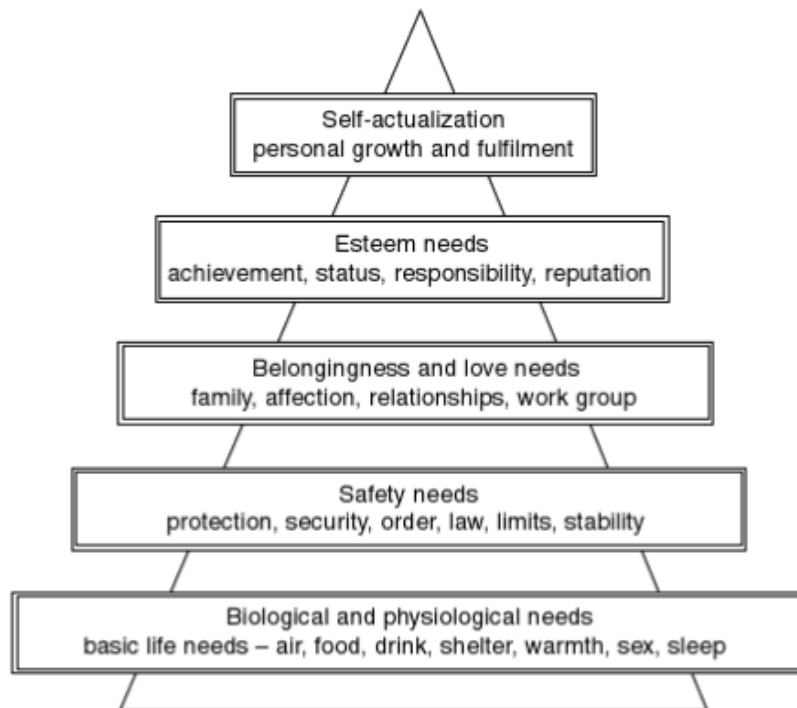 Self-actualization
personal growth and fulfilment
Esteem needs
achievement, status, responsibility, reputation
Belongingness and love needs
family, affection, relationships, work group
Safety needs
protection, security, order, law, limits, stability
Biological and physiological needs
basic life needs – air, food, drink, shelter, warmth, sex, sleep